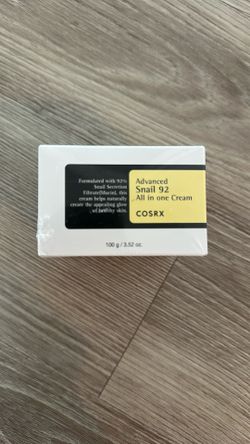 Formulated with 92%
Snail Secretion
Filtrate(Mucin), this
cream helps naturally
create the appealing glow
of healthy skin.
Advanced
Snail 92
All in one Cream
COSRX
100 g / 3.52 oz.